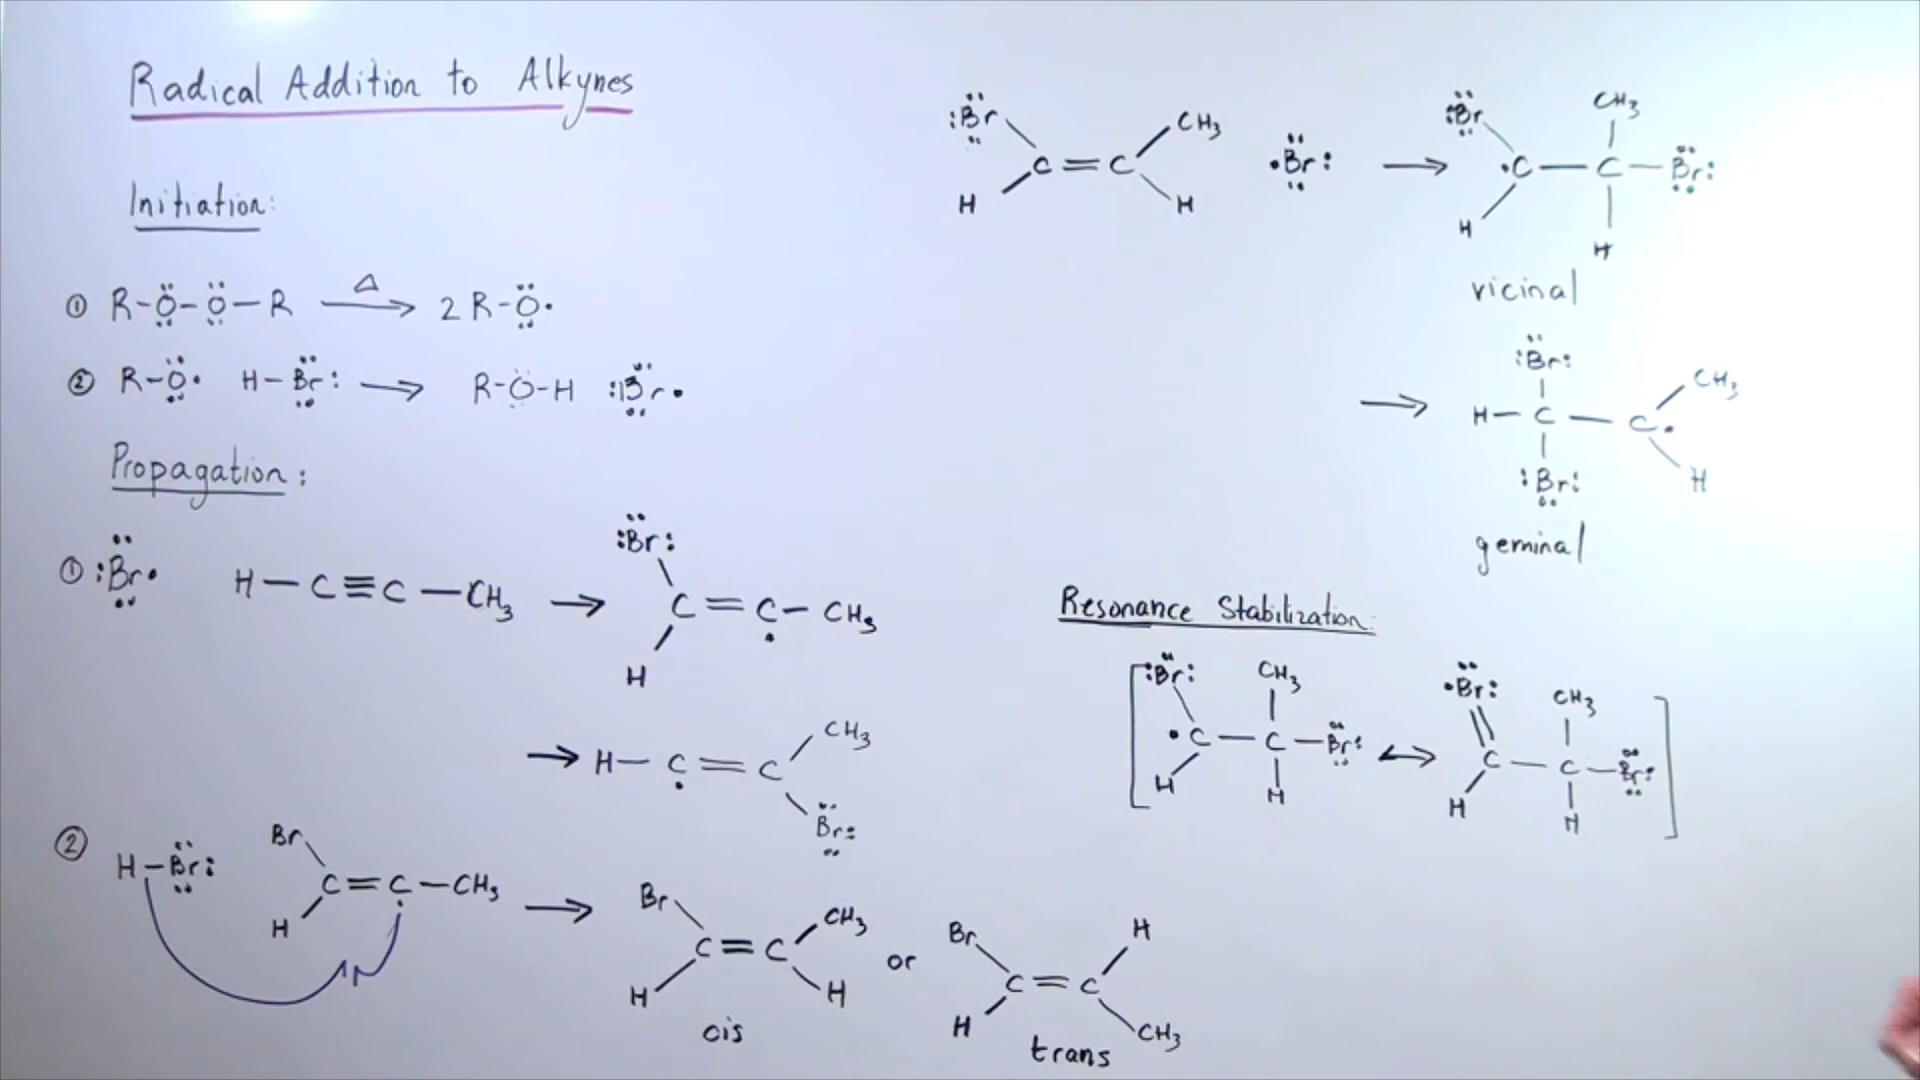 Radical Addition to Alkynes
Initiation:
① R-O-O-R Δ → 2 R-O·
② R-O· H-Br: → R-O-H :Br·
Propagation:
① :Br· H-C≡C-CH₃ → :Br: C=C-CH₃ H
→ H-C=C CH₃ Br:
② H-Br: Br H C=C-CH₃ → Br H C=C CH₃ H or Br H C=C H CH₃
cis
trans
:Br H C=C CH₃ H ·Br: → :Br H ·C-C-Br: CH₃ H
vicinal
→ :Br: H-C-C· :Br: CH₃ H
geminal
Resonance Stabilization:
[:Br: ·C-C-Br: H CH₃ H ↔ ·Br: C-C-Br: H CH₃ H]